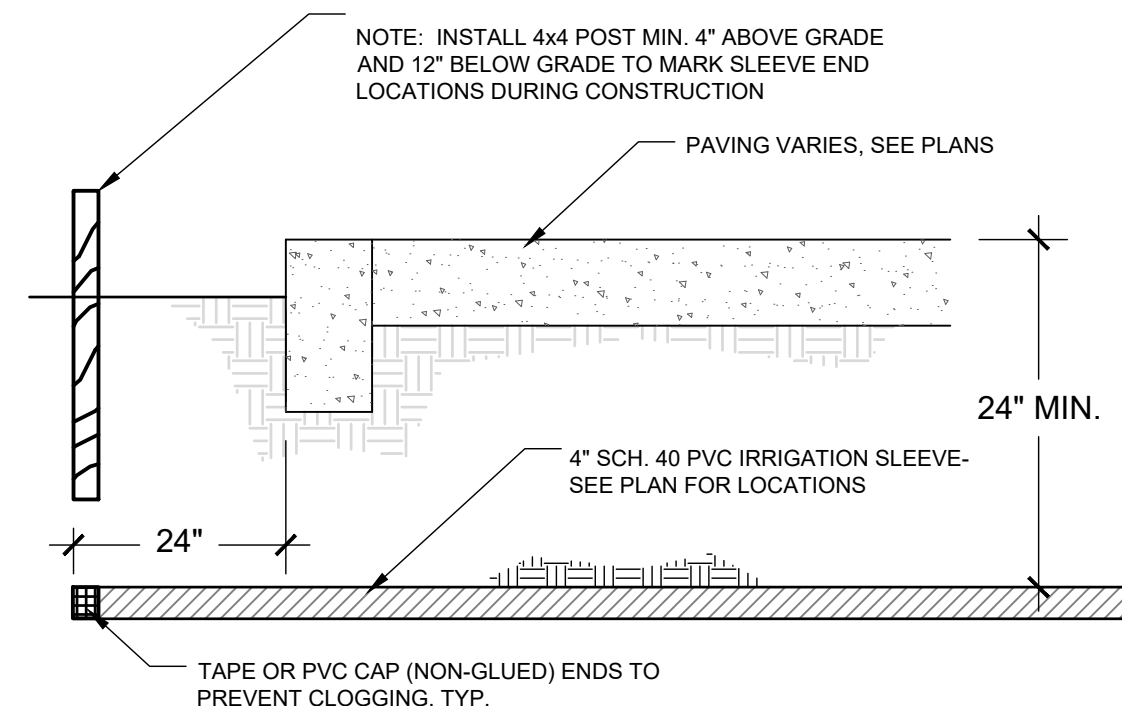 NOTE: INSTALL 4x4 POST MIN. 4" ABOVE GRADE
AND 12" BELOW GRADE TO MARK SLEEVE END
LOCATIONS DURING CONSTRUCTION
PAVING VARIES, SEE PLANS
24" MIN.
4" SCH. 40 PVC IRRIGATION SLEEVE-
SEE PLAN FOR LOCATIONS
24"
TAPE OR PVC CAP (NON-GLUED) ENDS TO
PREVENT CLOGGING. TYP.